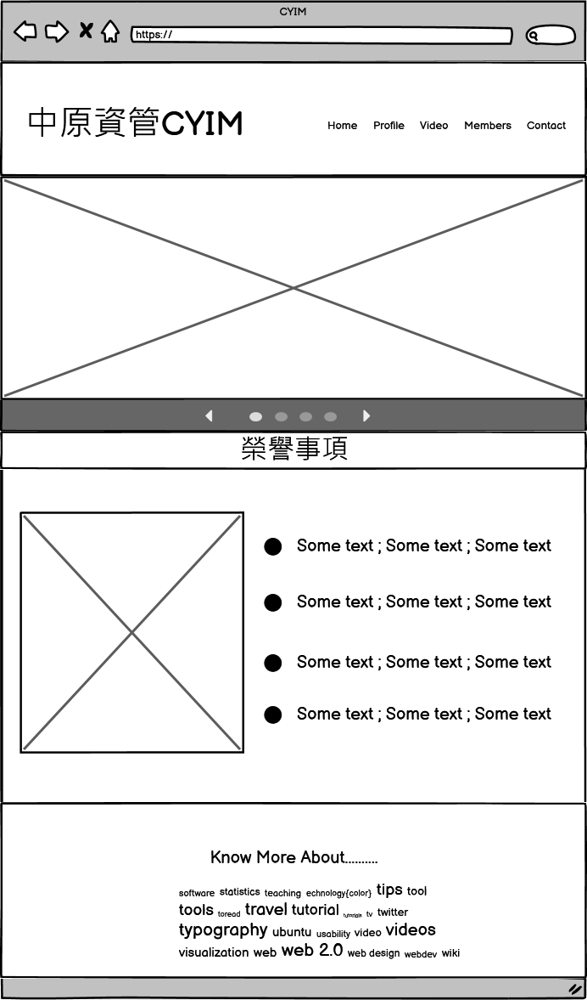 CYIM
https://
中原資管CYIM
Home Profile Video Members Contact
榮譽事項
Some text ; Some text ; Some text
Some text ; Some text ; Some text
Some text ; Some text ; Some text
Some text ; Some text ; Some text
Know More About..........
software statistics teaching echnology{color} tips tool
tools toread travel tutorial tutorials tv twitter
typography ubuntu usability video videos
visualization web web 2.0 web design webdev wiki